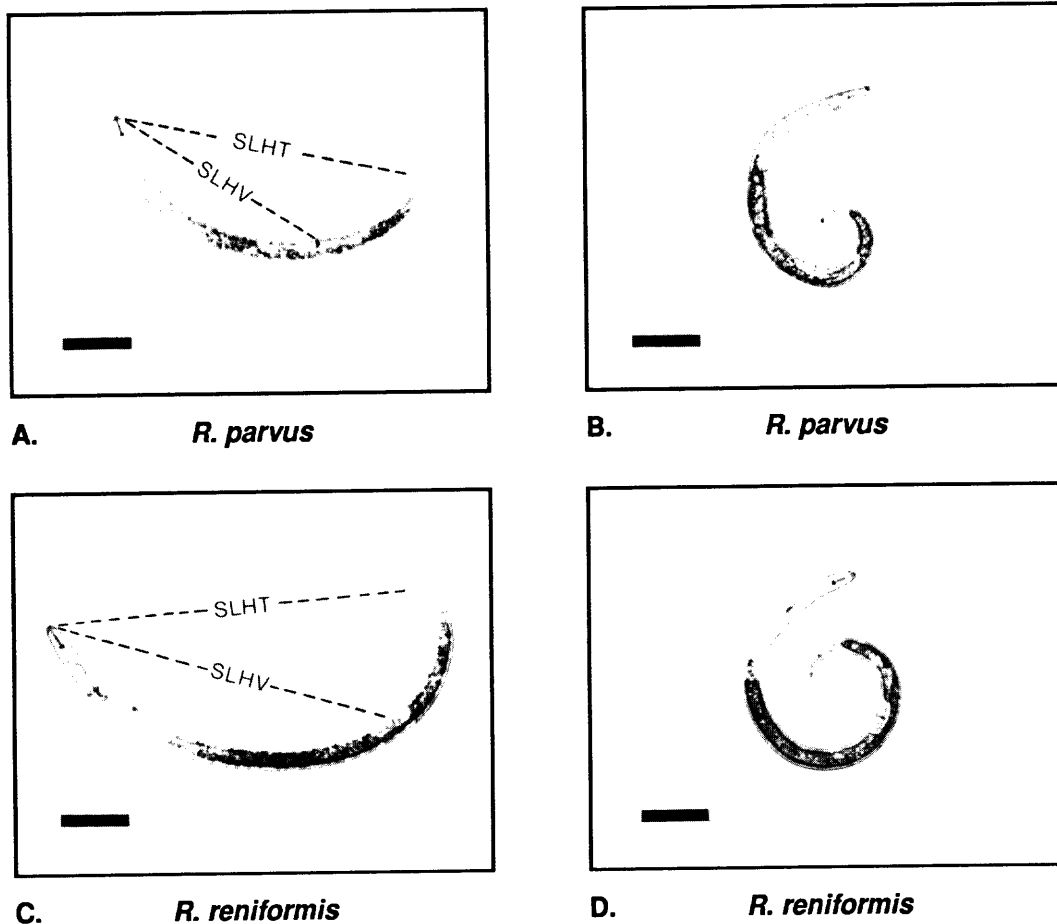 SLHT
SLHV
A. R. parvus
B. R. parvus
SLHT
SLHV
C. R. reniformis
D. R. reniformis